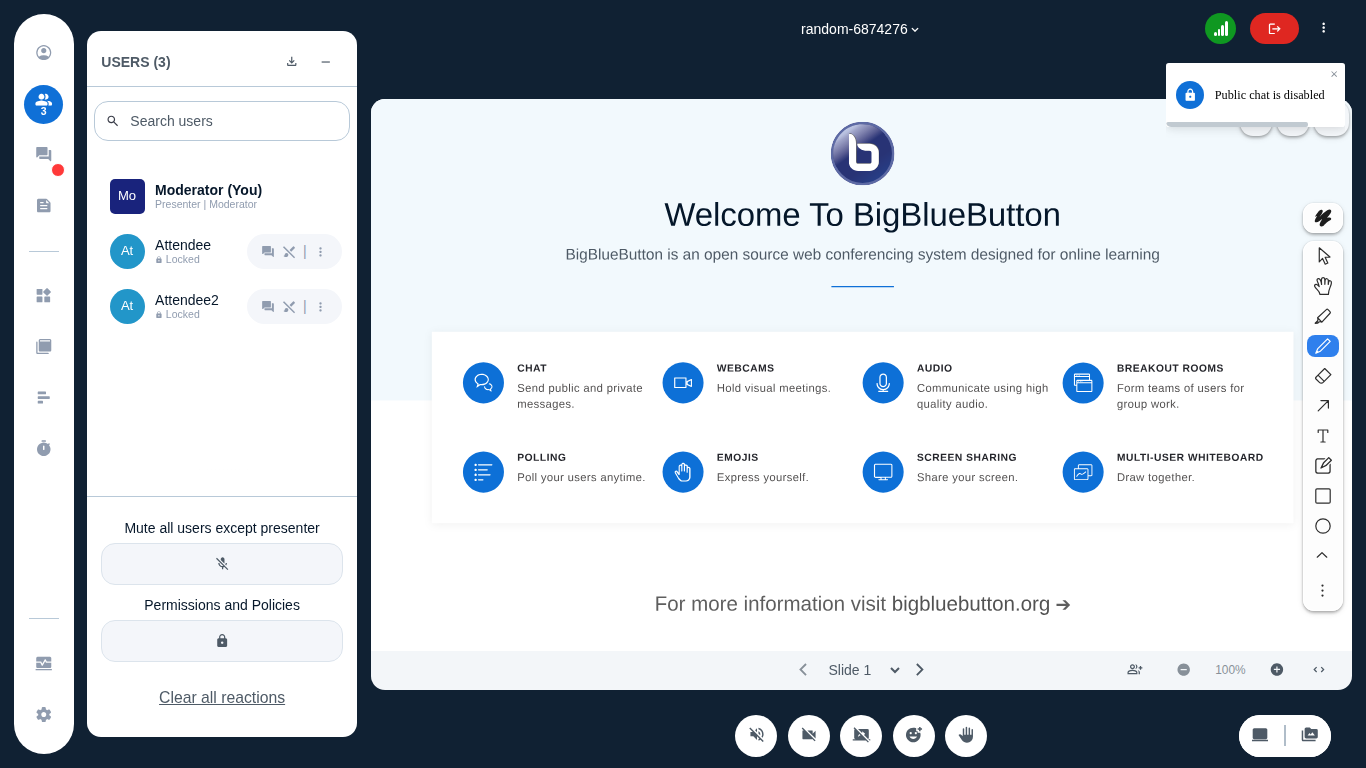 random-6874276
USERS (3)
Public chat is disabled
3
Search users
Mo
Moderator (You)
Presenter | Moderator
At
Attendee
Locked
At
Attendee2
Locked
Mute all users except presenter
Permissions and Policies
Clear all reactions
Welcome To BigBlueButton
BigBlueButton is an open source web conferencing system designed for online learning
CHAT
Send public and private
messages.
WEBCAMS
Hold visual meetings.
AUDIO
Communicate using high
quality audio.
BREAKOUT ROOMS
Form teams of users for
group work.
POLLING
Poll your users anytime.
EMOJIS
Express yourself.
SCREEN SHARING
Share your screen.
MULTI-USER WHITEBOARD
Draw together.
For more information visit bigbluebutton.org ➔
Slide 1
100%